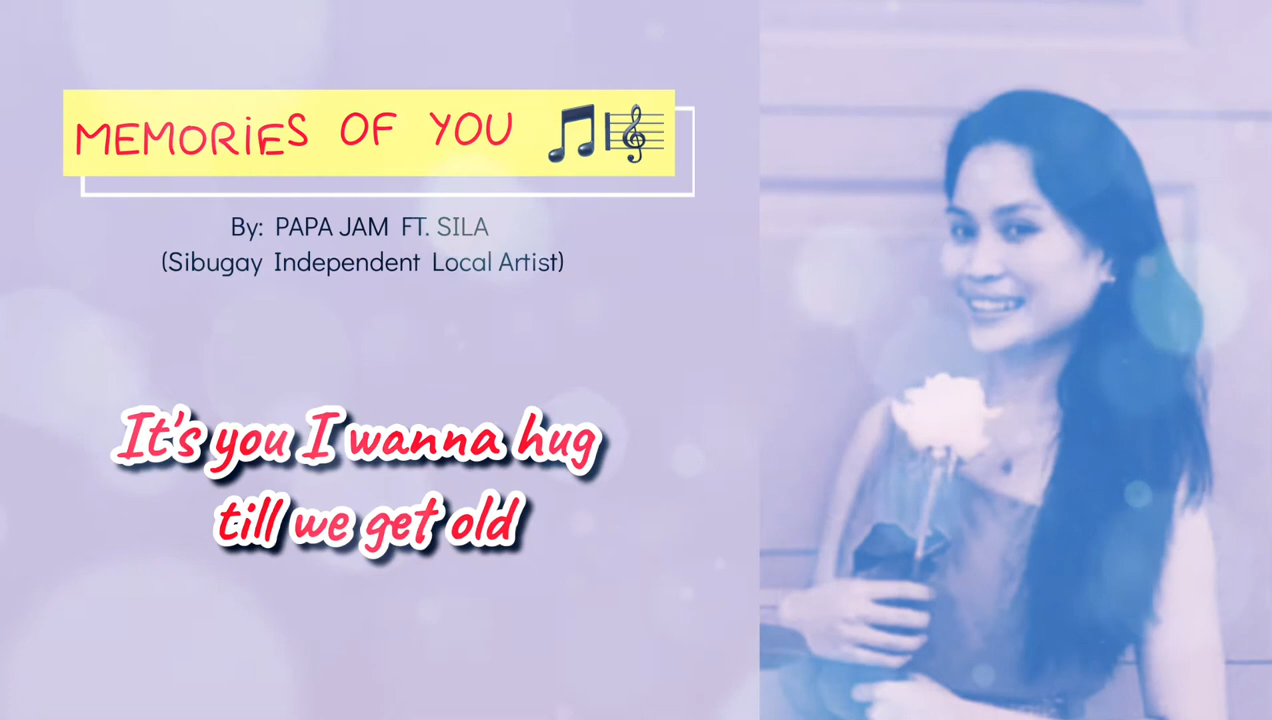 MEMORIES OF YOU
By: PAPA JAM FT. SILA
(Sibugay Independent Local Artist)
It's you I wanna hug
till we get old